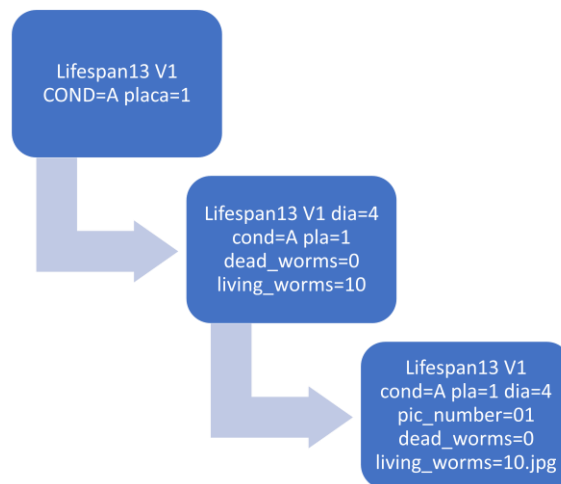 Lifespan13 V1
COND=A placa=1
Lifespan13 V1 dia=4
cond=A pla=1
dead_worms=0
living_worms=10
Lifespan13 V1
cond=A pla=1 dia=4
pic_number=01
dead_worms=0
living_worms=10.jpg